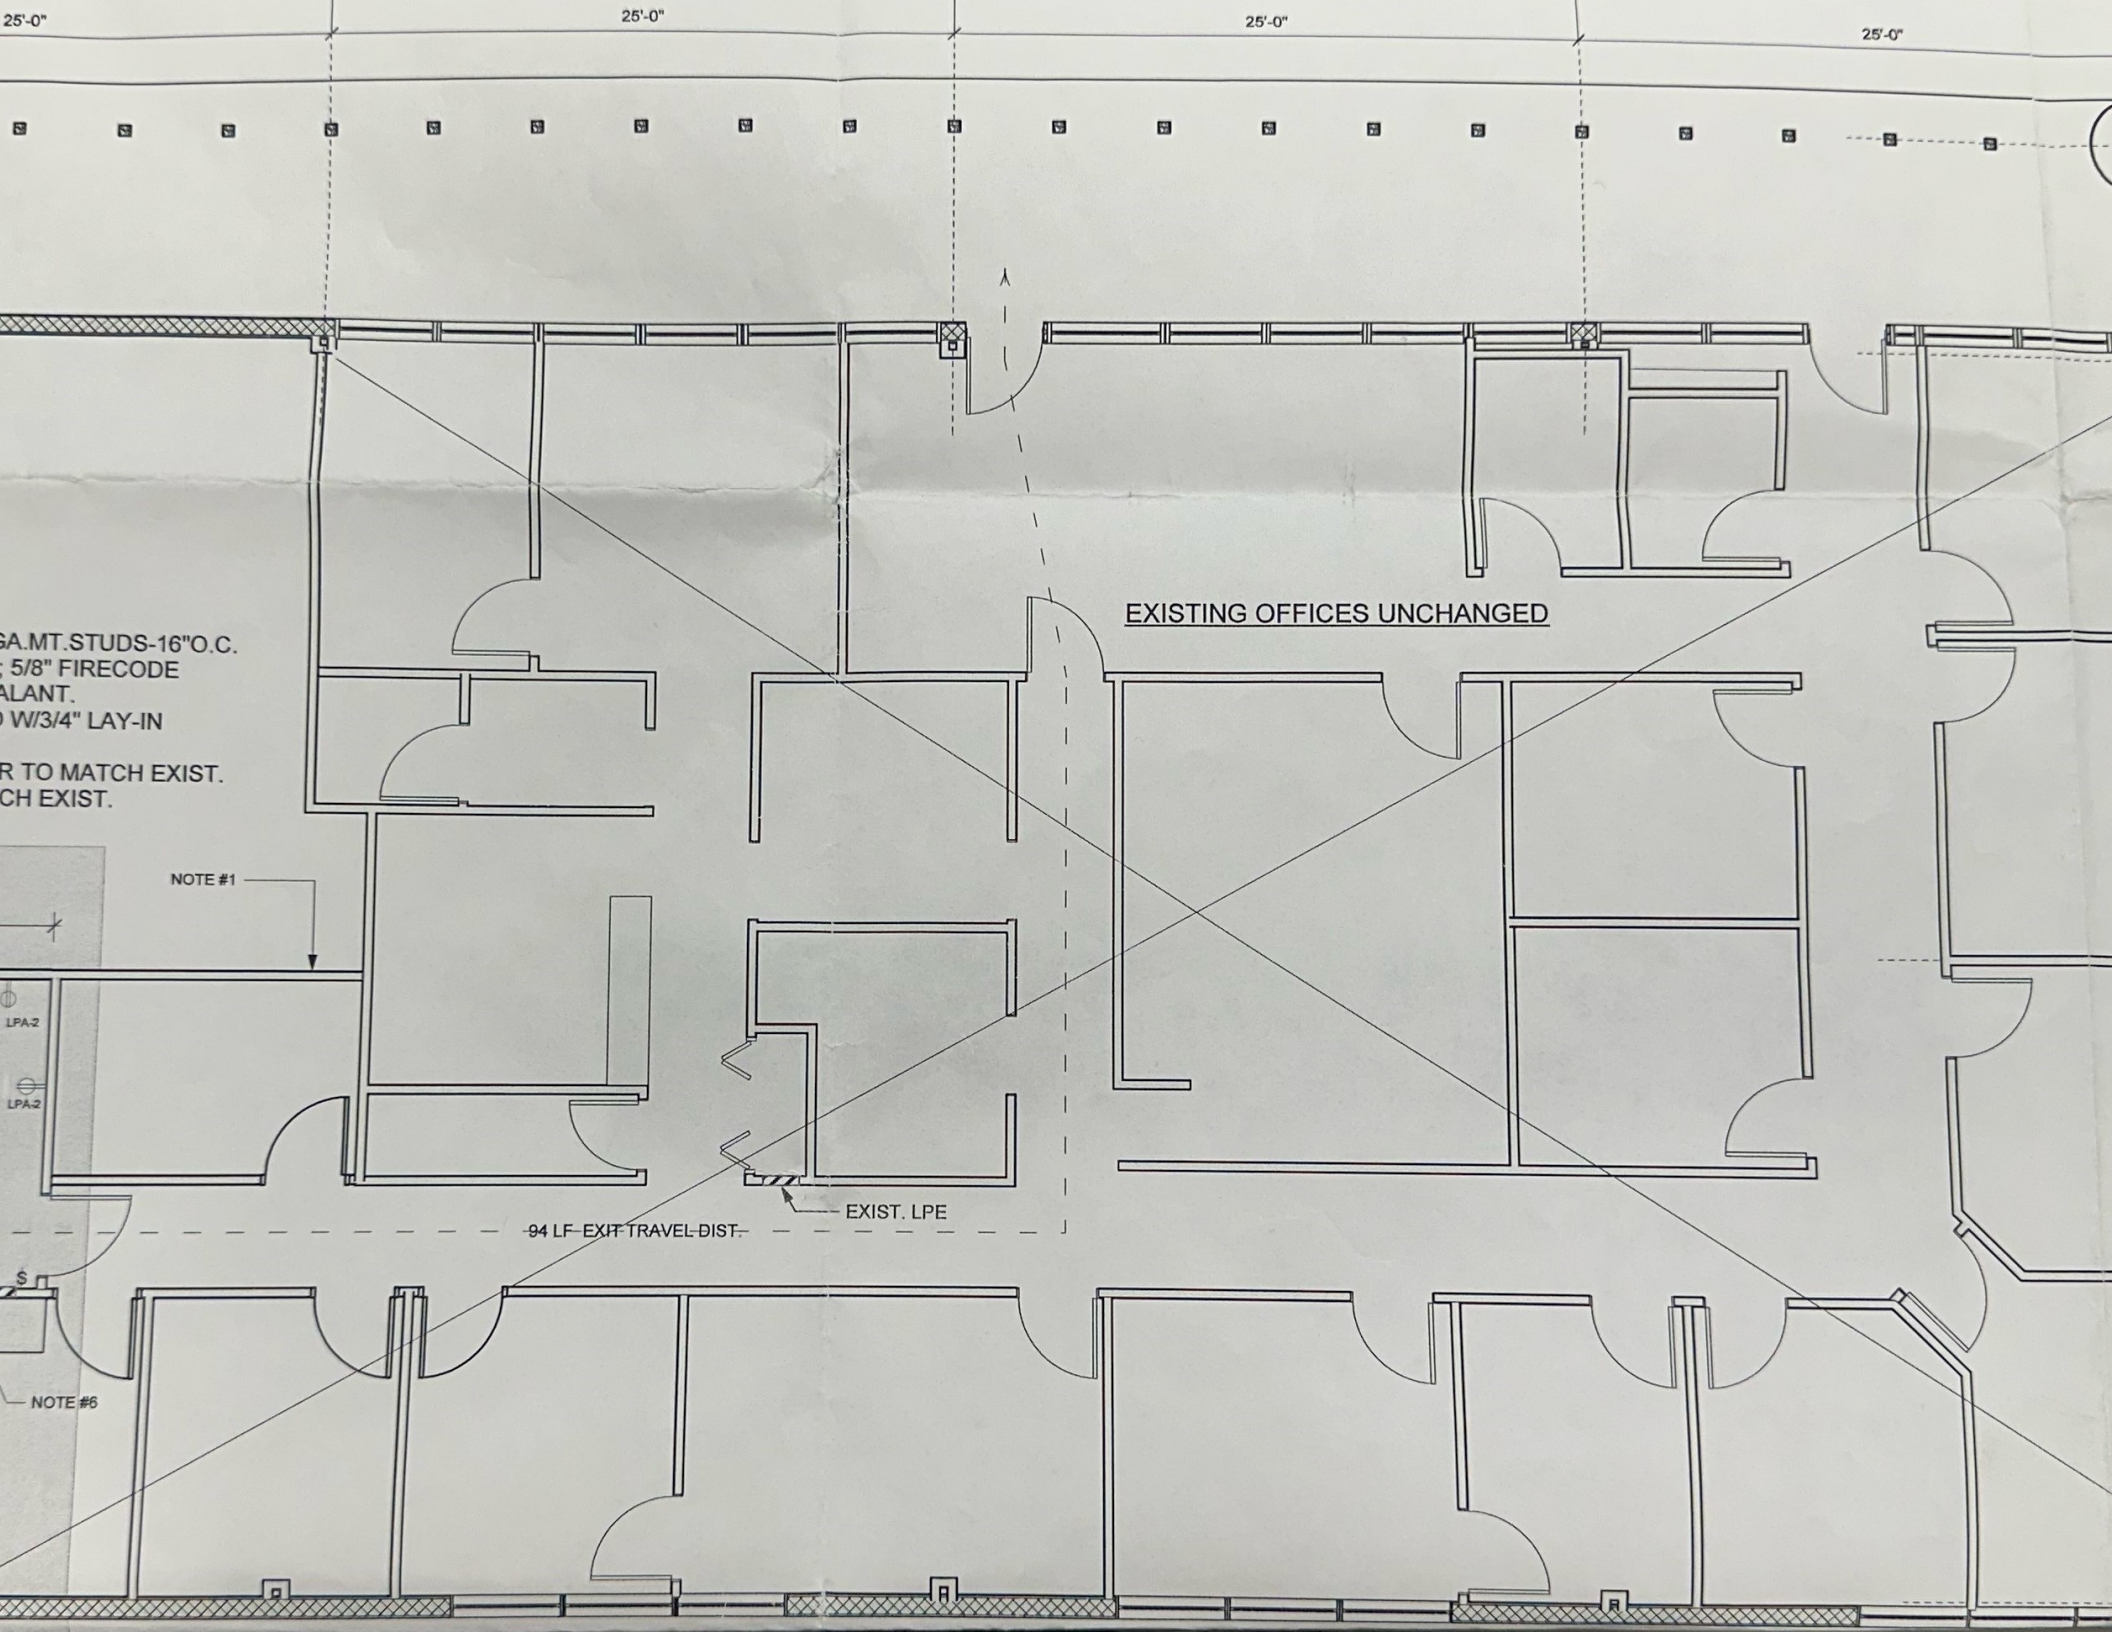 25'-0"
25'-0"
25'-0"
25'-0"
EXISTING OFFICES UNCHANGED
GA.MT.STUDS-16"O.C.
; 5/8" FIRECODE
ALANT.
W/3/4" LAY-IN
R TO MATCH EXIST.
CH EXIST.
NOTE #1
LPA-2
LPA-2
EXIST. LPE
94 LF EXIT TRAVEL DIST.
$
NOTE #6